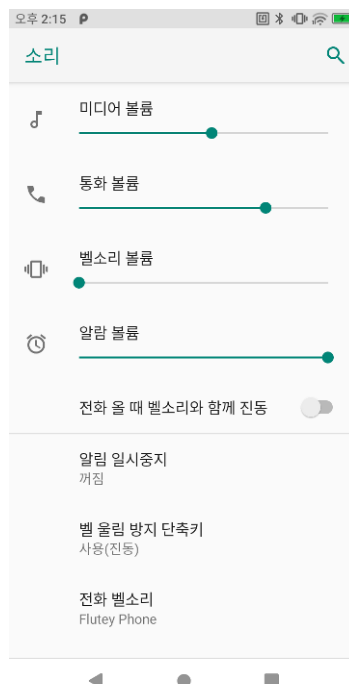 오후 2:15
소리
미디어 볼륨
통화 볼륨
벨소리 볼륨
알람 볼륨
전화 올 때 벨소리와 함께 진동
알림 일시중지
꺼짐
벨 울림 방지 단축키
사용(진동)
전화 벨소리
Flutey Phone